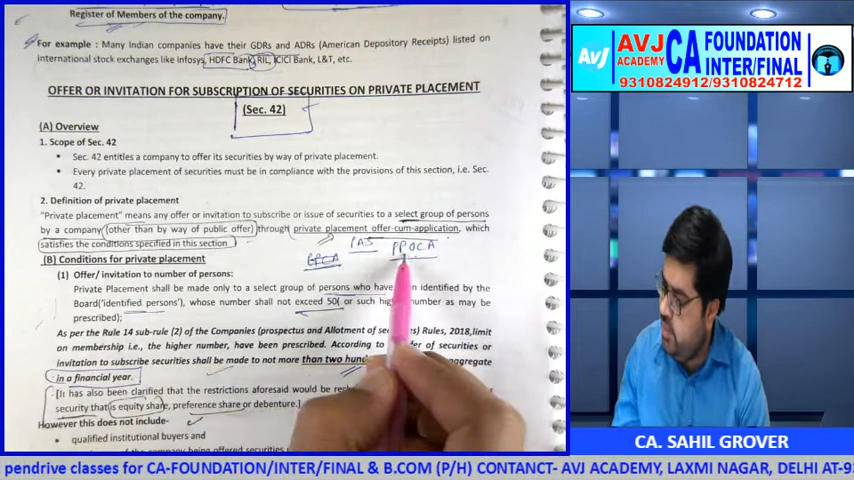 Register of Members of the company.
For example : Many Indian companies have their GDRs and ADRs (American Depository Receipts) listed on
international stock exchanges like Infosys, HDFC Bank, RIL, ICICI Bank, L&T, etc.
OFFER OR INVITATION FOR SUBSCRIPTION OF SECURITIES ON PRIVATE PLACEMENT
(Sec. 42)
(A) Overview
1. Scope of Sec. 42
Sec. 42 entitles a company to offer its securities by way of private placement.
Every private placement of securities must be in compliance with the provisions of this section, i.e. Sec.
42.
2. Definition of private placement
"Private placement" means any offer or invitation to subscribe or issue of securities to a select group of persons
by a company (other than by way of public offer) through private placement offer-cum-application, which
satisfies the conditions specified in this section
PAS PPOCA
(B) Conditions for private placement
(1) Offer/ invitation to number of persons:
Private Placement shall be made only to a select group of persons who have identified by the
Board('identified persons'), whose number shall not exceed 50( or such number as may be
prescribed);
As per the Rule 14 sub-rule (2) of the Companies (prospectus and Allotment of Rules, 2018,limit
on membership i.e., the higher number, have been prescribed. According of securities or
invitation to subscribe securities shall be made to not more than two aggregate
in a financial year.
[It has also been clarified that the restrictions aforesaid would be
security that is equity share, preference share or debenture.]
However this does not include-
qualified institutional buyers and
being offered
AVJ
AVJ
ACADEMY
CA
FOUNDATION
INTER/FINAL
9310824912/9310824712
CA. SAHIL GROVER
pendrive classes for CA-FOUNDATION/INTER/FINAL & B.COM (P/H) CONTANCT- AVJ ACADEMY, LAXMI NAGAR, DELHI AT-9